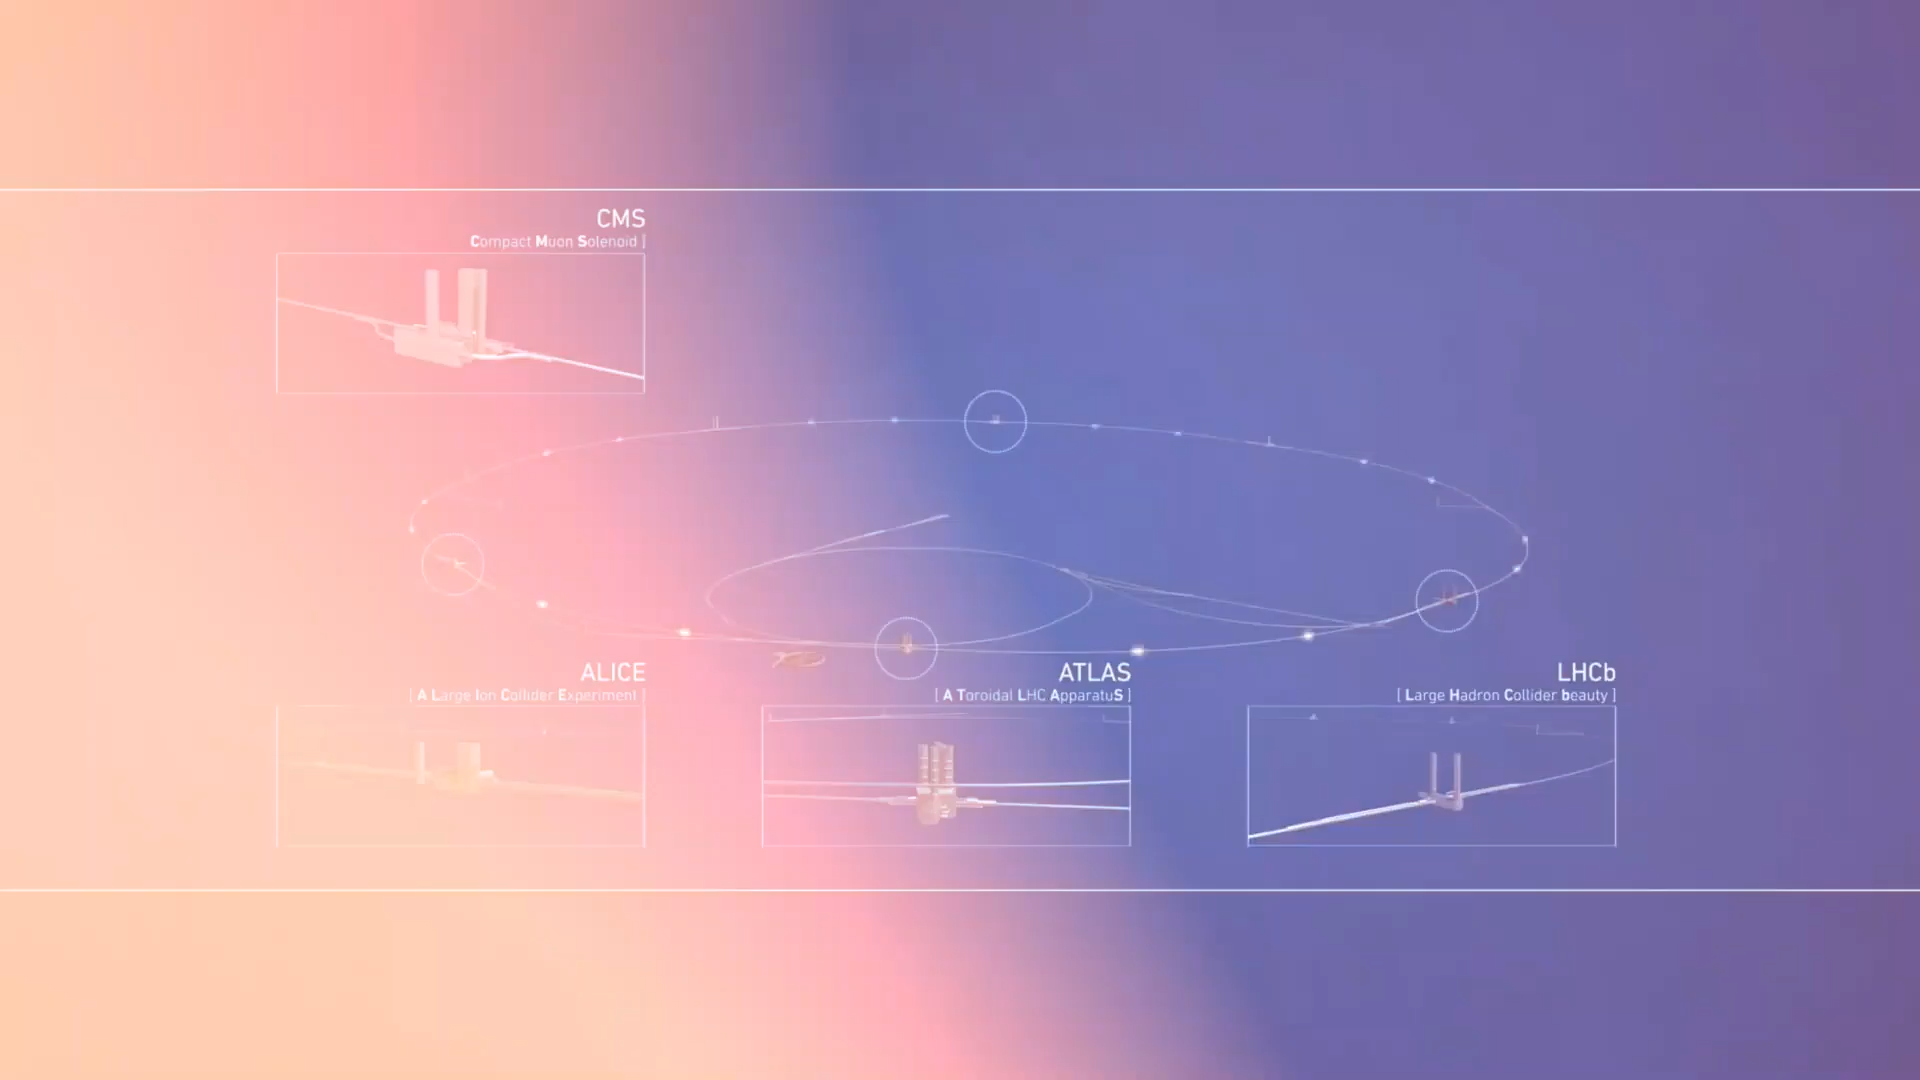 CMS
Compact Muon Solenoid ]
ALICE
[ A Large Ion Collider Experiment ]
ATLAS
[ A Toroidal LHC ApparatuS ]
LHCb
[ Large Hadron Collider beauty ]